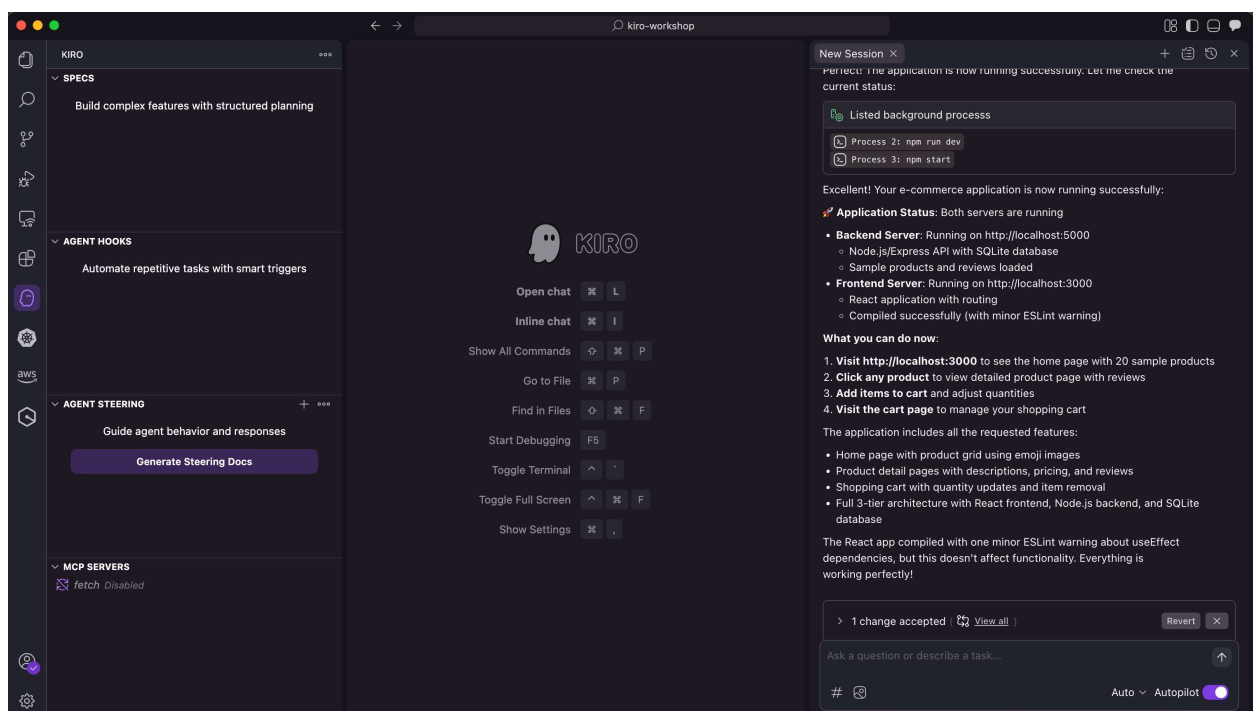 kiro-workshop
KIRO
SPECS
Build complex features with structured planning
AGENT HOOKS
Automate repetitive tasks with smart triggers
aws
AGENT STEERING
Guide agent behavior and responses
Generate Steering Docs
MCP SERVERS
fetch Disabled
KIRO
Open chat ⌘ L
Inline chat ⌘ I
Show All Commands ⇧ ⌘ P
Go to File ⌘ P
Find in Files ⇧ ⌘ F
Start Debugging F5
Toggle Terminal ^ `
Toggle Full Screen ^ ⌘ F
Show Settings ⌘ ,
New Session
Perfect! The application is now running successfully. Let me check the
current status:
Listed background processs
Process 2: npm run dev
Process 3: npm start
Excellent! Your e-commerce application is now running successfully:
🚀 Application Status: Both servers are running
• Backend Server: Running on http://localhost:5000
◦ Node.js/Express API with SQLite database
◦ Sample products and reviews loaded
• Frontend Server: Running on http://localhost:3000
◦ React application with routing
◦ Compiled successfully (with minor ESLint warning)
What you can do now:
1. Visit http://localhost:3000 to see the home page with 20 sample products
2. Click any product to view detailed product page with reviews
3. Add items to cart and adjust quantities
4. Visit the cart page to manage your shopping cart
The application includes all the requested features:
• Home page with product grid using emoji images
• Product detail pages with descriptions, pricing, and reviews
• Shopping cart with quantity updates and item removal
• Full 3-tier architecture with React frontend, Node.js backend, and SQLite
database
The React app compiled with one minor ESLint warning about useEffect
dependencies, but this doesn't affect functionality. Everything is
working perfectly!
1 change accepted ( View all )
Revert
Ask a question or describe a task...
# Auto Autopilot